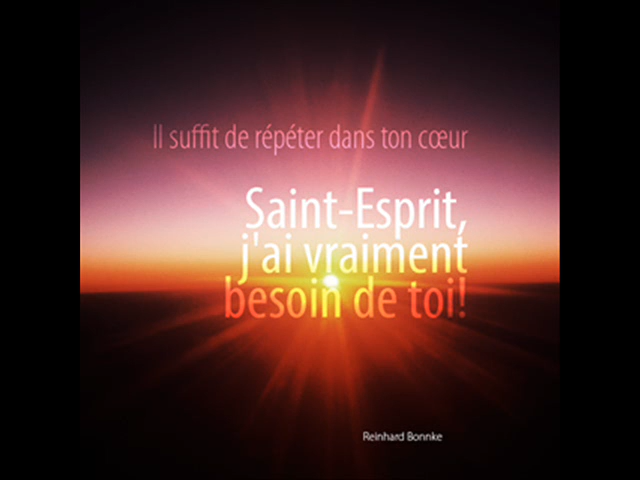 Il suffit de répéter dans ton cœur
Saint-Esprit,
j'ai vraiment
besoin de toi!
Reinhard Bonnke